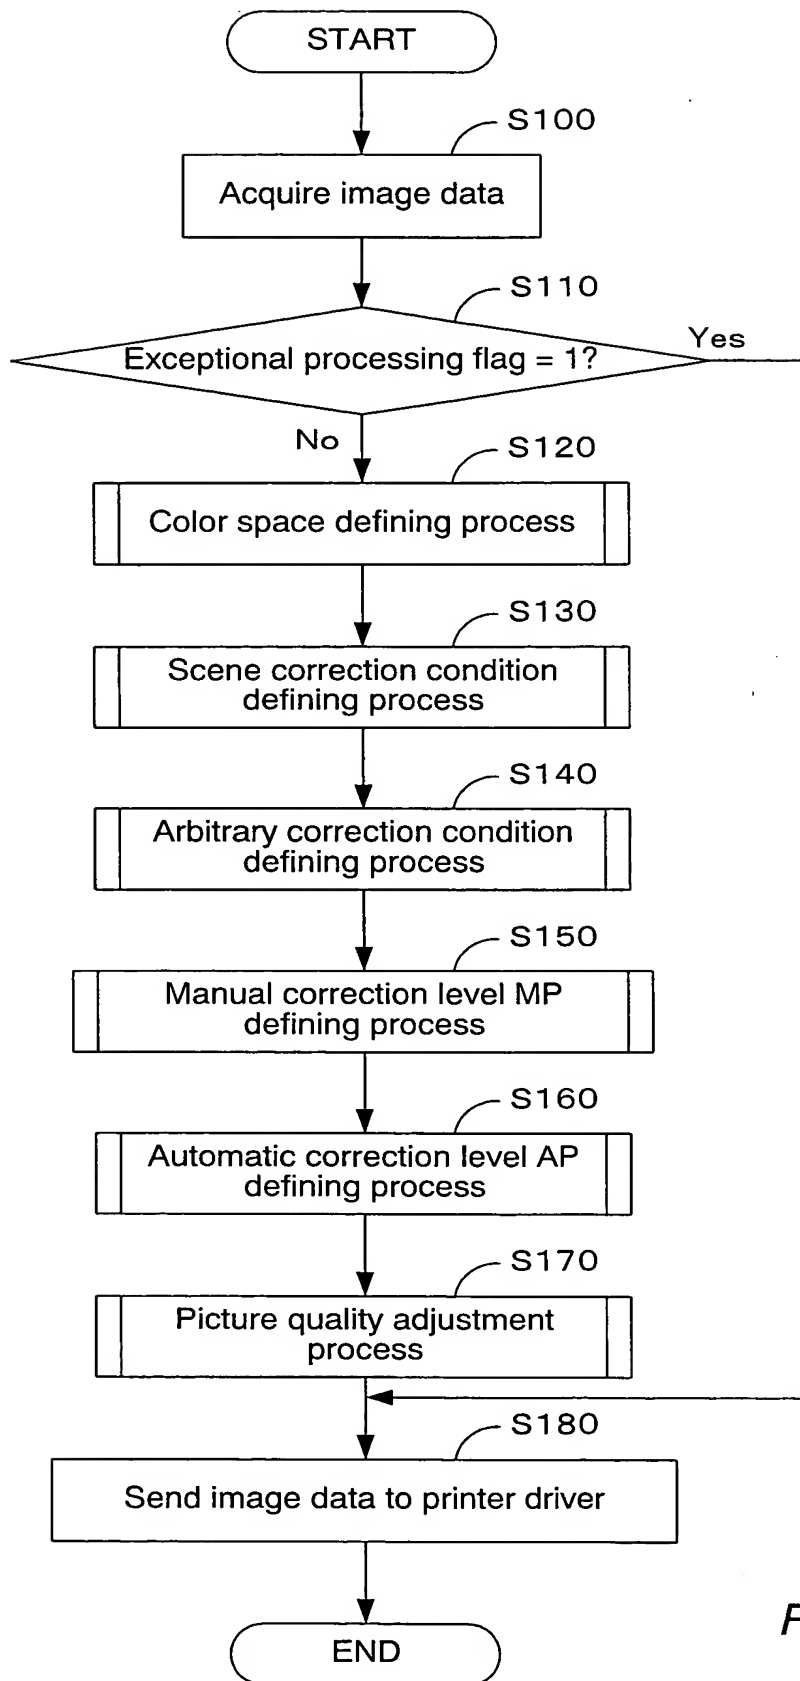 START
S100
Acquire image data
S110
Exceptional processing flag = 1?
Yes
No
S120
Color space defining process
S130
Scene correction condition
defining process
S140
Arbitrary correction condition
defining process
S150
Manual correction level MP
defining process
S160
Automatic correction level AP
defining process
S170
Picture quality adjustment
process
S180
Send image data to printer driver
END